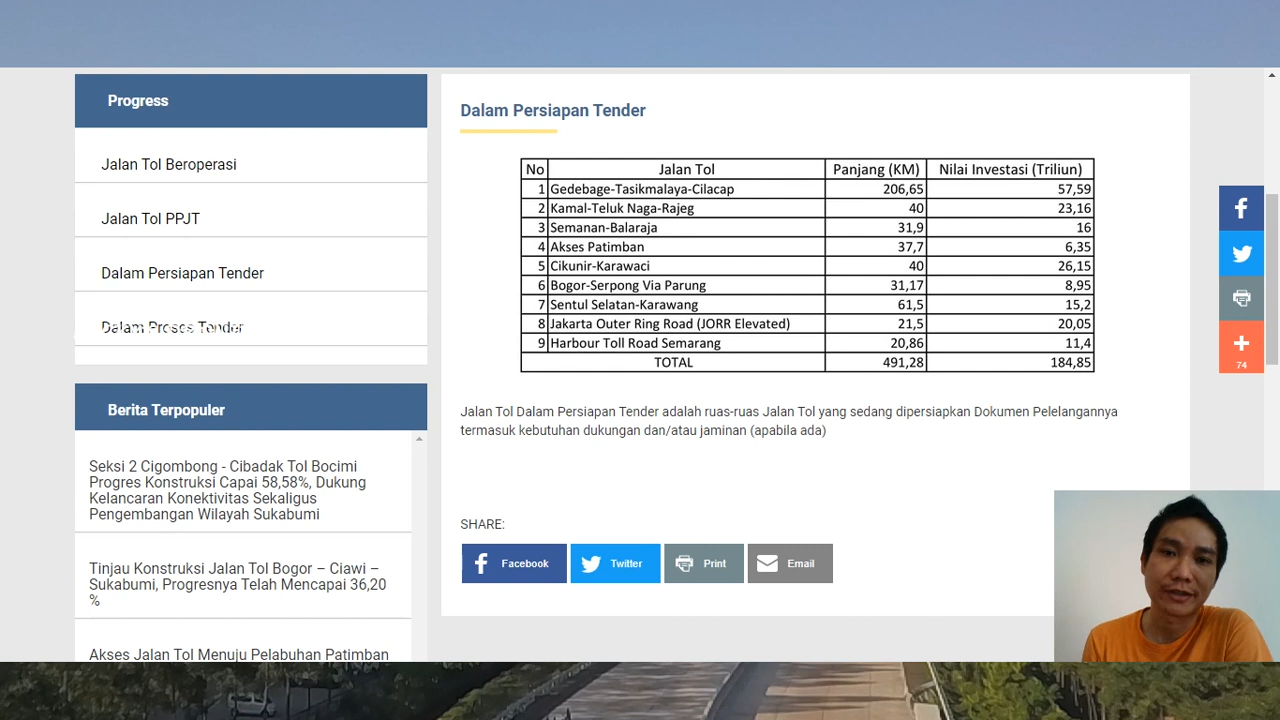 Progress
Jalan Tol Beroperasi
Jalan Tol PPJT
Dalam Persiapan Tender
Dalam Proses Tender
Berita Terpopuler
Seksi 2 Cigombong - Cibadak Tol Bocimi
Progres Konstruksi Capai 58,58%, Dukung
Kelancaran Konektivitas Sekaligus
Pengembangan Wilayah Sukabumi
Tinjau Konstruksi Jalan Tol Bogor – Ciawi –
Sukabumi, Progresnya Telah Mencapai 36,20
%
Akses Jalan Tol Menuju Pelabuhan Patimban
Dalam Persiapan Tender
No Jalan Tol Panjang (KM) Nilai Investasi (Triliun)
1 Gedebage-Tasikmalaya-Cilacap 206,65 57,59
2 Kamal-Teluk Naga-Rajeg 40 23,16
3 Semanan-Balaraja 31,9 16
4 Akses Patimban 37,7 6,35
5 Cikunir-Karawaci 40 26,15
6 Bogor-Serpong Via Parung 31,17 8,95
7 Sentul Selatan-Karawang 61,5 15,2
8 Jakarta Outer Ring Road (JORR Elevated) 21,5 20,05
9 Harbour Toll Road Semarang 20,86 11,4
TOTAL 491,28 184,85
Jalan Tol Dalam Persiapan Tender adalah ruas-ruas Jalan Tol yang sedang dipersiapkan Dokumen Pelelangannya
termasuk kebutuhan dukungan dan/atau jaminan (apabila ada)
SHARE:
Facebook Twitter Print Email
74